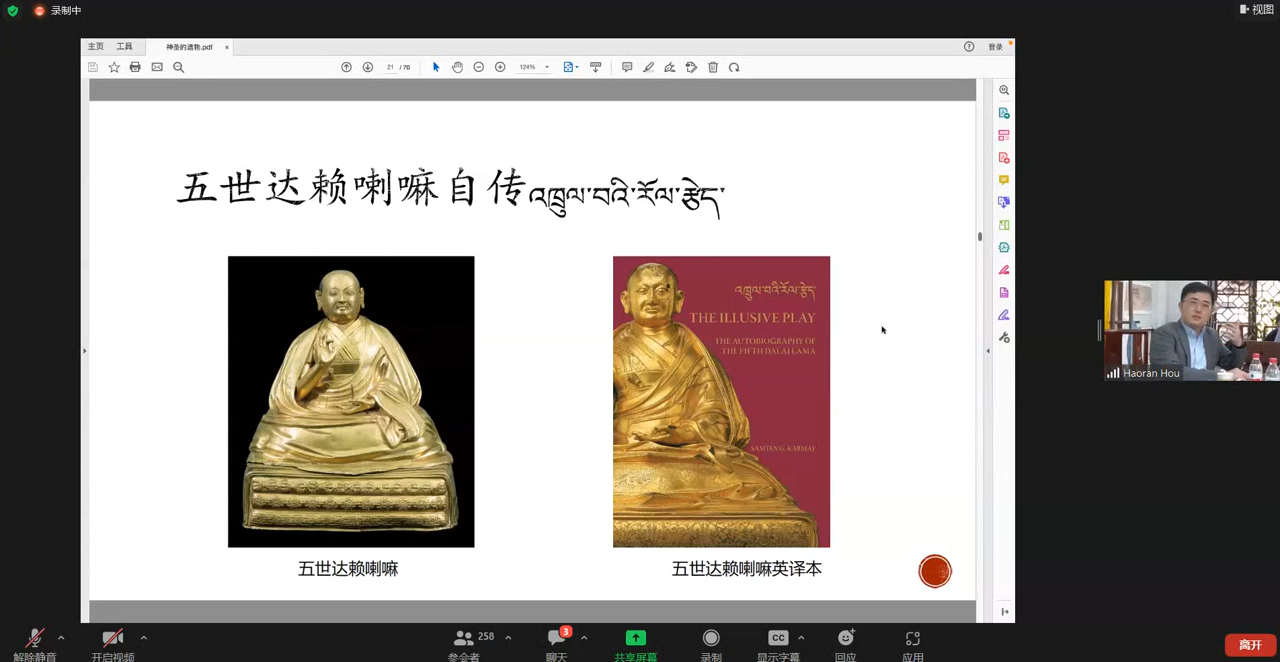 录制中
视图
主页 工具 神圣的遗物.pdf × 登录
21 / 70 124%
五世达赖喇嘛自传འཁྲུལ་བའི་རོལ་རྩེད་
འཁྲུལ་བའི་རོལ་རྩེད་
THE ILLUSIVE PLAY
THE AUTOBIOGRAPHY OF
THE FIFTH DALAI LAMA
SAMTEN G. KARMAY
五世达赖喇嘛
五世达赖喇嘛英译本
Haoran Hou
258 3 CC
解除静音 开启视频 参会者 聊天 共享屏幕 录制 显示字幕 回应 应用
离开